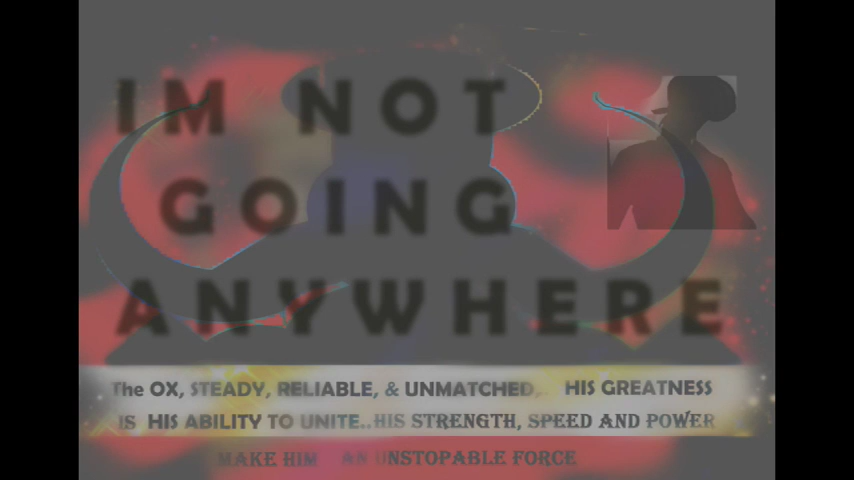 IM NOT
GOING
ANYWHERE
The OX, STEADY, RELIABLE, & UNMATCHED,.. HIS GREATNESS
IS HIS ABILITY TO UNITE..HIS STRENGTH, SPEED AND POWER
MAKE HIM AN UNSTOPABLE FORCE